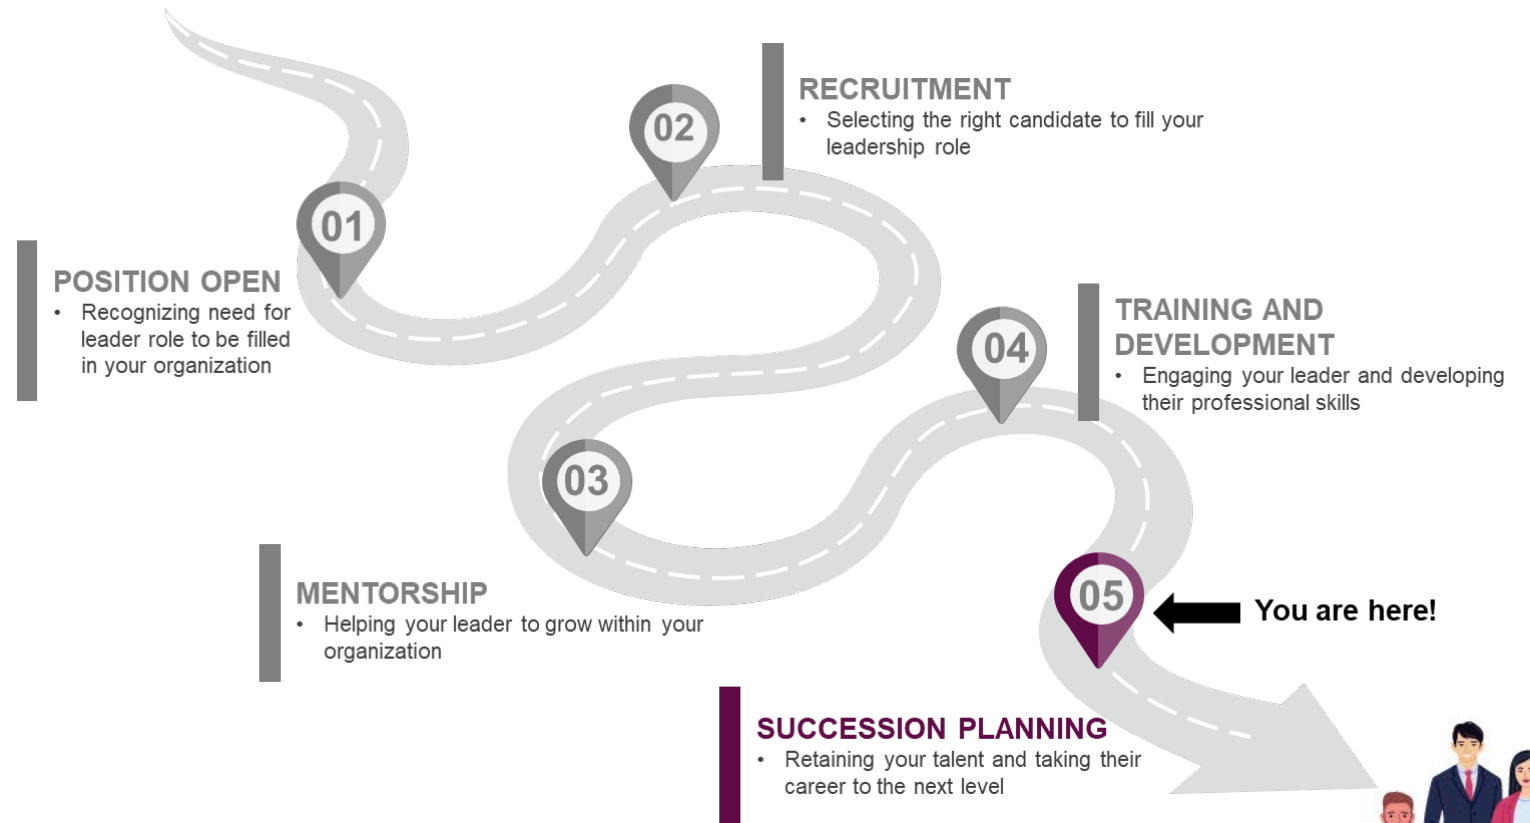 01
POSITION OPEN
• Recognizing need for
leader role to be filled
in your organization
02
RECRUITMENT
• Selecting the right candidate to fill your
leadership role
03
MENTORSHIP
• Helping your leader to grow within your
organization
04
TRAINING AND
DEVELOPMENT
• Engaging your leader and developing
their professional skills
05
You are here!
SUCCESSION PLANNING
• Retaining your talent and taking their
career to the next level